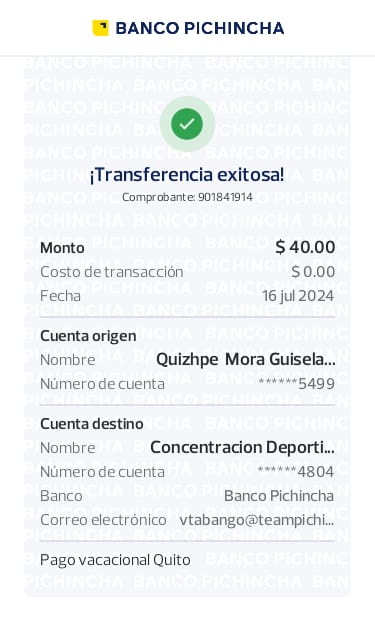 BANCO PICHINCHA
¡Transferencia exitosa!
Comprobante: 901841914
Monto $ 40.00
Costo de transacción $ 0.00
Fecha 16 jul 2024
Cuenta origen
Nombre Quizhpe Mora Guisela...
Número de cuenta ******5499
Cuenta destino
Nombre Concentracion Deporti...
Número de cuenta ******4804
Banco Banco Pichincha
Correo electrónico vtabango@teampichi...
Pago vacacional Quito